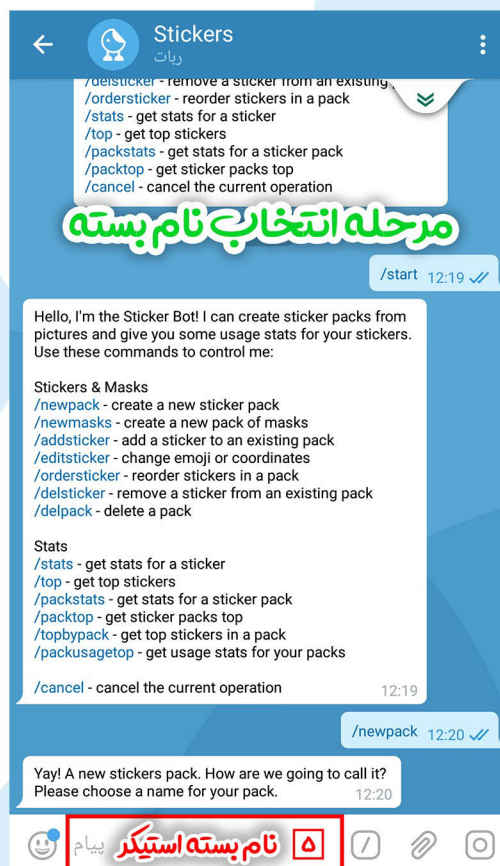 Stickers
ربات
/delsticker - remove a sticker from an existing
/ordersticker - reorder stickers in a pack
/stats - get stats for a sticker
/top - get top stickers
/packstats - get stats for a sticker pack
/packtop - get sticker packs top
/cancel - cancel the current operation
مرحله انتخاب نام بسته
/start 12:19
Hello, I'm the Sticker Bot! I can create sticker packs from
pictures and give you some usage stats for your stickers.
Use these commands to control me:
Stickers & Masks
/newpack - create a new sticker pack
/newmasks - create a new pack of masks
/addsticker - add a sticker to an existing pack
/editsticker - change emoji or coordinates
/ordersticker - reorder stickers in a pack
/delsticker - remove a sticker from an existing pack
/delpack - delete a pack
Stats
/stats - get stats for a sticker
/top - get top stickers
/packstats - get stats for a sticker pack
/packtop - get sticker packs top
/topbypack - get top stickers in a pack
/packusagetop - get usage stats for your packs
/cancel - cancel the current operation 12:19
/newpack 12:20
Yay! A new stickers pack. How are we going to call it?
Please choose a name for your pack. 12:20
۵ نام بسته استیکر پیام